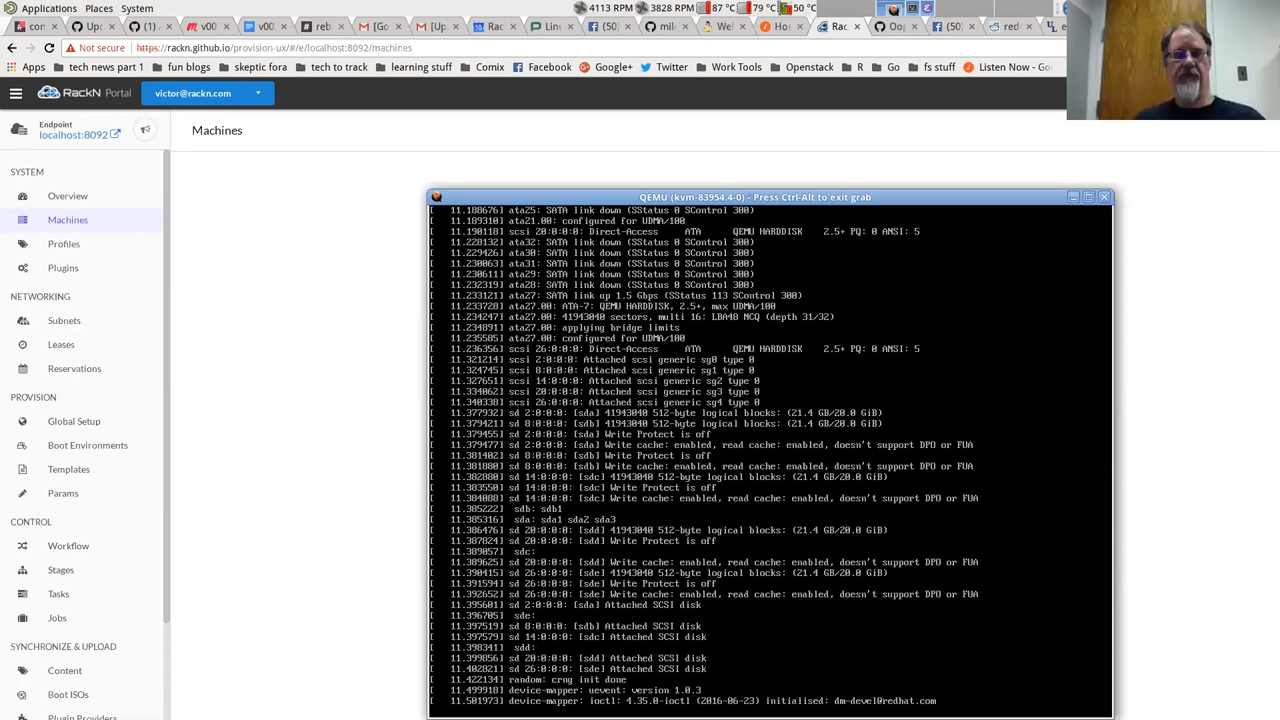 Applications Places System 4113 RPM 3828 RPM 87 °C 79 °C 50 °C
con Upc (1) v00 v00 reb [Go [Up Rac Lin (50) mil Wel Ho Rac Oop (50) red
Not secure https://rackn.github.io/provision-ux/#/e/localhost:8092/machines
Apps tech news part 1 fun blogs skeptic fora tech to track learning stuff Comix Facebook Google+ Twitter Work Tools Openstack R Go fs stuff Listen Now (
RackN Portal victor@rackn.com
Endpoint
localhost:8092
Machines
SYSTEM
Overview
Machines
Profiles
Plugins
NETWORKING
Subnets
Leases
Reservations
PROVISION
Global Setup
Boot Environments
Templates
Params
CONTROL
Workflow
Stages
Tasks
Jobs
SYNCHRONIZE & UPLOAD
Content
Boot ISOs
Plugin Providers
QEMU (kvm-83954.4-0) - Press Ctrl-Alt to exit grab
[ 11.188676] ata25: SATA link down (SStatus 0 SControl 300)
[ 11.189310] ata21.00: configured for UDMA/100
[ 11.190118] scsi 20:0:0:0: Direct-Access ATA QEMU HARDDISK 2.5+ PQ: 0 ANSI: 5
[ 11.228132] ata32: SATA link down (SStatus 0 SControl 300)
[ 11.229426] ata30: SATA link down (SStatus 0 SControl 300)
[ 11.230063] ata31: SATA link down (SStatus 0 SControl 300)
[ 11.230611] ata29: SATA link down (SStatus 0 SControl 300)
[ 11.232319] ata28: SATA link down (SStatus 0 SControl 300)
[ 11.233121] ata27: SATA link up 1.5 Gbps (SStatus 113 SControl 300)
[ 11.233728] ata27.00: ATA-7: QEMU HARDDISK, 2.5+, max UDMA/100
[ 11.234247] ata27.00: 41943040 sectors, multi 16: LBA48 NCQ (depth 31/32)
[ 11.234891] ata27.00: applying bridge limits
[ 11.235585] ata27.00: configured for UDMA/100
[ 11.236356] scsi 26:0:0:0: Direct-Access ATA QEMU HARDDISK 2.5+ PQ: 0 ANSI: 5
[ 11.321214] scsi 2:0:0:0: Attached scsi generic sg0 type 0
[ 11.324745] scsi 8:0:0:0: Attached scsi generic sg1 type 0
[ 11.327651] scsi 14:0:0:0: Attached scsi generic sg2 type 0
[ 11.334062] scsi 20:0:0:0: Attached scsi generic sg3 type 0
[ 11.340338] scsi 26:0:0:0: Attached scsi generic sg4 type 0
[ 11.377932] sd 2:0:0:0: [sda] 41943040 512-byte logical blocks: (21.4 GB/20.0 GiB)
[ 11.379421] sd 8:0:0:0: [sdb] 41943040 512-byte logical blocks: (21.4 GB/20.0 GiB)
[ 11.379455] sd 2:0:0:0: [sda] Write Protect is off
[ 11.379477] sd 2:0:0:0: [sda] Write cache: enabled, read cache: enabled, doesn't support DPO or FUA
[ 11.381402] sd 8:0:0:0: [sdb] Write Protect is off
[ 11.381880] sd 8:0:0:0: [sdb] Write cache: enabled, read cache: enabled, doesn't support DPO or FUA
[ 11.382880] sd 14:0:0:0: [sdc] 41943040 512-byte logical blocks: (21.4 GB/20.0 GiB)
[ 11.383550] sd 14:0:0:0: [sdc] Write Protect is off
[ 11.384088] sd 14:0:0:0: [sdc] Write cache: enabled, read cache: enabled, doesn't support DPO or FUA
[ 11.385222] sdb: sdb1
[ 11.385316] sda: sda1 sda2 sda3
[ 11.386476] sd 20:0:0:0: [sdd] 41943040 512-byte logical blocks: (21.4 GB/20.0 GiB)
[ 11.387824] sd 20:0:0:0: [sdd] Write Protect is off
[ 11.389057] sdc:
[ 11.389625] sd 20:0:0:0: [sdd] Write cache: enabled, read cache: enabled, doesn't support DPO or FUA
[ 11.390415] sd 26:0:0:0: [sde] 41943040 512-byte logical blocks: (21.4 GB/20.0 GiB)
[ 11.391594] sd 26:0:0:0: [sde] Write Protect is off
[ 11.392652] sd 26:0:0:0: [sde] Write cache: enabled, read cache: enabled, doesn't support DPO or FUA
[ 11.395601] sd 2:0:0:0: [sda] Attached SCSI disk
[ 11.396705] sde:
[ 11.397519] sd 8:0:0:0: [sdb] Attached SCSI disk
[ 11.397579] sd 14:0:0:0: [sdc] Attached SCSI disk
[ 11.398341] sdd:
[ 11.399856] sd 20:0:0:0: [sdd] Attached SCSI disk
[ 11.402821] sd 26:0:0:0: [sde] Attached SCSI disk
[ 11.422134] random: crng init done
[ 11.499918] device-mapper: uevent: version 1.0.3
[ 11.501973] device-mapper: ioctl: 4.35.0-ioctl (2016-06-23) initialised: dm-devel@redhat.com